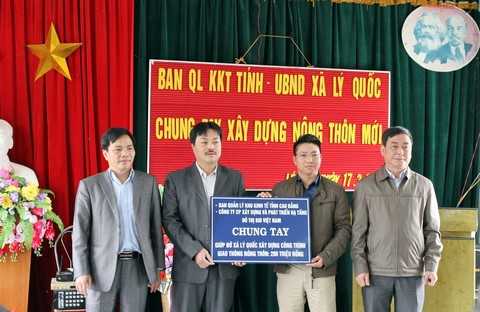 BAN QL KKT TỈNH - UBND XÃ LÝ QUỐC
CHUNG TAY XÂY DỰNG NÔNG THÔN MỚI
17-3
- BAN QUẢN LÝ KHU KINH TẾ TỈNH CAO BẰNG
- CÔNG TY CP XÂY DỰNG VÀ PHÁT TRIỂN HẠ TẦNG
ĐÔ THỊ VIỆT NAM
CHUNG TAY
GIÚP ĐỠ XÃ LÝ QUỐC XÂY DỰNG CÔNG TRÌNH
GIAO THÔNG NÔNG THÔN: 200 TRIỆU ĐỒNG